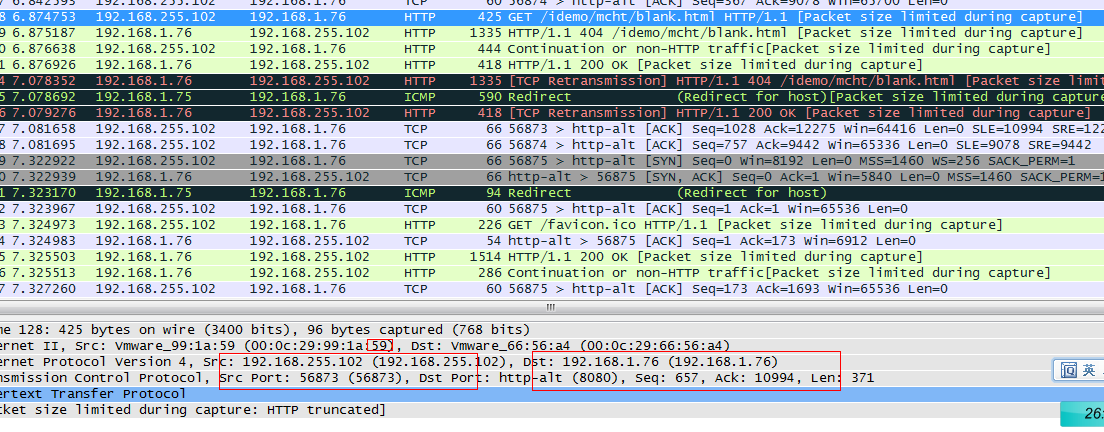 6.842593 192.168.255.102 192.168.1.76 TCP 60 56874 > http-alt [ACK] Seq=567 Ack=9078 Win=65700 Len=0
8 6.874753 192.168.255.102 192.168.1.76 HTTP 425 GET /idemo/mcht/blank.html HTTP/1.1 [Packet size limited during capture]
9 6.875187 192.168.1.76 192.168.255.102 HTTP 1335 HTTP/1.1 404 /idemo/mcht/blank.html [Packet size limited during capture]
0 6.876638 192.168.1.76 192.168.255.102 HTTP 444 Continuation or non-HTTP traffic[Packet size limited during capture]
1 6.876926 192.168.1.76 192.168.255.102 HTTP 418 HTTP/1.1 200 OK [Packet size limited during capture]
4 7.078352 192.168.1.76 192.168.255.102 HTTP 1335 [TCP Retransmission] HTTP/1.1 404 /idemo/mcht/blank.html [Packet size limit
5 7.078692 192.168.1.75 192.168.1.76 ICMP 590 Redirect (Redirect for host)[Packet size limited during capture
6 7.079276 192.168.1.76 192.168.255.102 HTTP 418 [TCP Retransmission] HTTP/1.1 200 OK [Packet size limited during capture]
7 7.081658 192.168.255.102 192.168.1.76 TCP 66 56873 > http-alt [ACK] Seq=1028 Ack=12275 Win=64416 Len=0 SLE=10994 SRE=122
8 7.081695 192.168.255.102 192.168.1.76 TCP 66 56874 > http-alt [ACK] Seq=757 Ack=9442 Win=65336 Len=0 SLE=9078 SRE=9442
9 7.322922 192.168.255.102 192.168.1.76 TCP 66 56875 > http-alt [SYN] Seq=0 Win=8192 Len=0 MSS=1460 WS=256 SACK_PERM=1
0 7.322939 192.168.1.76 192.168.255.102 TCP 66 http-alt > 56875 [SYN, ACK] Seq=0 Ack=1 Win=5840 Len=0 MSS=1460 SACK_PERM=
1 7.323170 192.168.1.75 192.168.1.76 ICMP 94 Redirect (Redirect for host)
2 7.323967 192.168.255.102 192.168.1.76 TCP 60 56875 > http-alt [ACK] Seq=1 Ack=1 Win=65536 Len=0
3 7.324973 192.168.255.102 192.168.1.76 HTTP 226 GET /favicon.ico HTTP/1.1 [Packet size limited during capture]
4 7.324983 192.168.1.76 192.168.255.102 TCP 54 http-alt > 56875 [ACK] Seq=1 Ack=173 Win=6912 Len=0
5 7.325503 192.168.1.76 192.168.255.102 HTTP 1514 HTTP/1.1 200 OK [Packet size limited during capture]
6 7.325513 192.168.1.76 192.168.255.102 HTTP 286 Continuation or non-HTTP traffic[Packet size limited during capture]
7 7.327260 192.168.255.102 192.168.1.76 TCP 60 56875 > http-alt [ACK] Seq=173 Ack=1693 Win=65536 Len=0
me 128: 425 bytes on wire (3400 bits), 96 bytes captured (768 bits)
ernet II, Src: Vmware_99:1a:59 (00:0c:29:99:1a:59), Dst: Vmware_66:56:a4 (00:0c:29:66:56:a4)
ernet Protocol Version 4, Src: 192.168.255.102 (192.168.255.102), Dst: 192.168.1.76 (192.168.1.76)
nsmission Control Protocol, Src Port: 56873 (56873), Dst Port: http-alt (8080), Seq: 657, Ack: 10994, Len: 371
ertext Transfer Protocol
cket size limited during capture: HTTP truncated]
英
26: